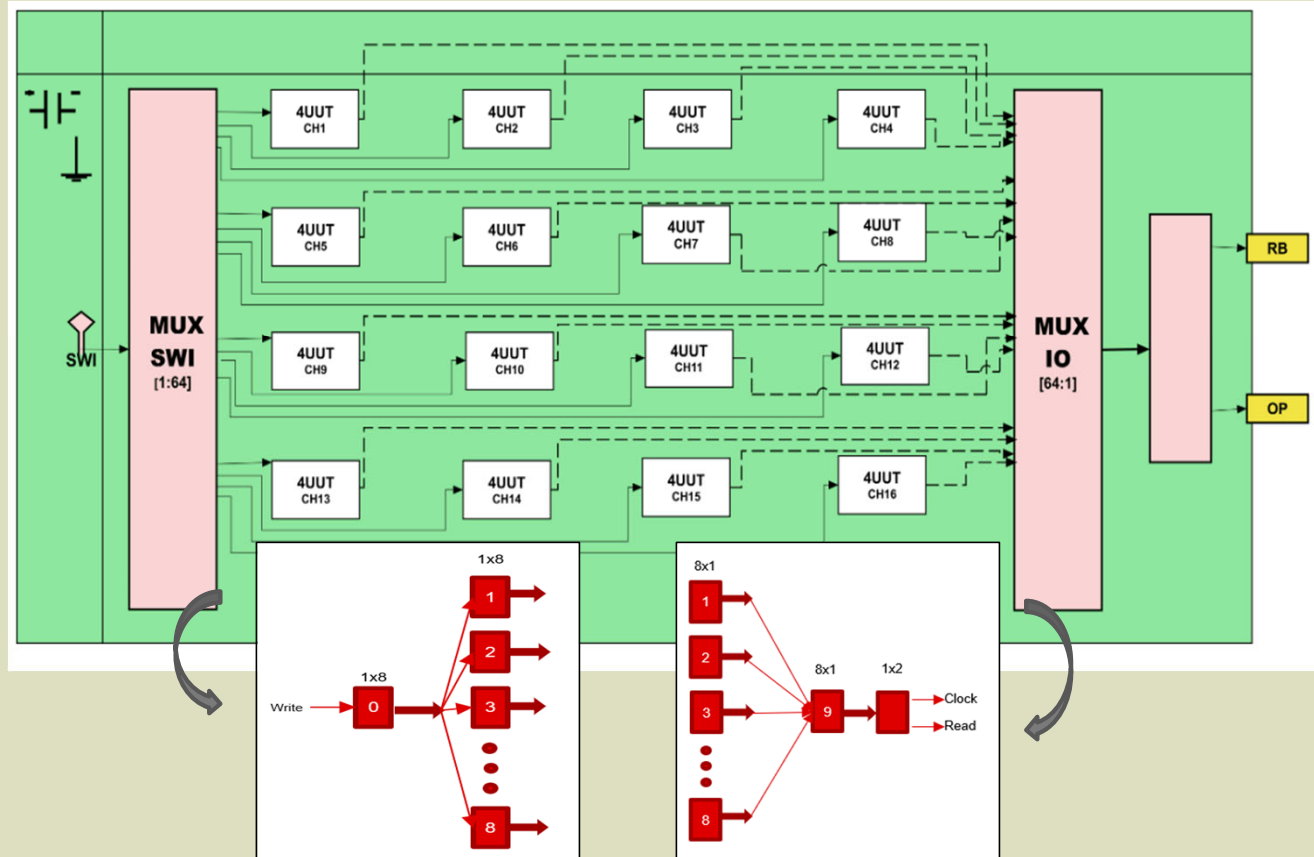 4UUT
CH1
4UUT
CH2
4UUT
CH3
4UUT
CH4
4UUT
CH5
4UUT
CH6
4UUT
CH7
4UUT
CH8
RB
SWI
MUX
SWI
[1:64]
4UUT
CH9
4UUT
CH10
4UUT
CH11
4UUT
CH12
MUX
IO
[64:1]
OP
4UUT
CH13
4UUT
CH14
4UUT
CH15
4UUT
CH16
1x8
1
2
1x8
Write
0
3
8
8x1
1
2
8x1
1x2
3
9
Clock
Read
8